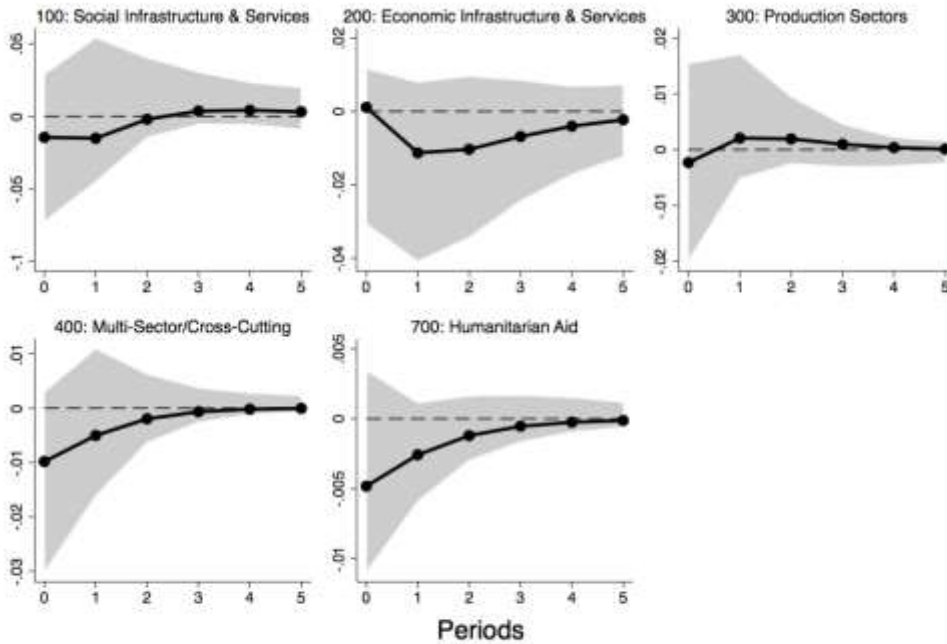 100: Social Infrastructure & Services
.05
0
-.05
-.1
0 1 2 3 4 5
200: Economic Infrastructure & Services
.02
0
-.02
-.04
0 1 2 3 4 5
300: Production Sectors
.02
.01
0
-.01
-.02
0 1 2 3 4 5
400: Multi-Sector/Cross-Cutting
.01
0
-.01
-.02
-.03
0 1 2 3 4 5
700: Humanitarian Aid
.005
0
-.005
-.01
0 1 2 3 4 5
Periods